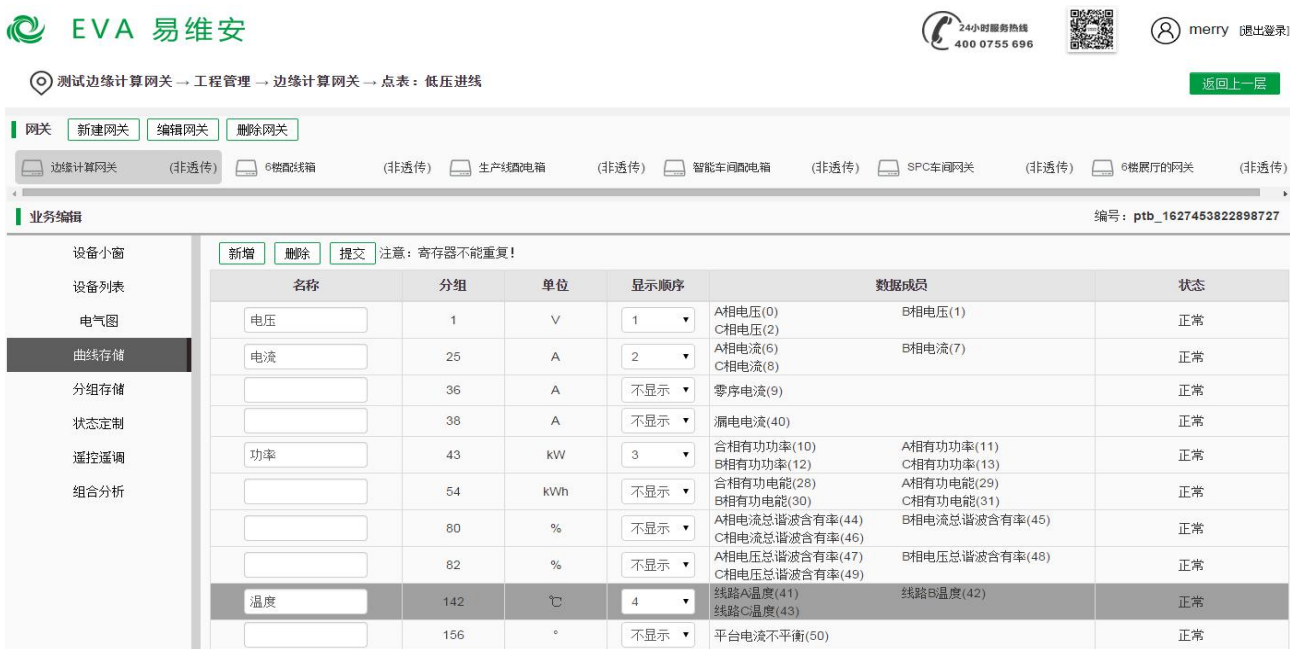 EVA 易维安
24小时服务热线
400 0755 696
merry [退出登录]
测试边缘计算网关 → 工程管理 → 边缘计算网关 → 点表：低压进线
返回上一层
网关 新建网关 编辑网关 删除网关
边缘计算网关 (非透传) 6楼配线箱 (非透传) 生产线配电箱 (非透传) 智能车间配电箱 (非透传) SPC车间网关 (非透传) 6楼展厅的网关 (非透传)
业务编辑 编号：ptb_1627453822898727
设备小窗
设备列表
电气图
曲线存储
分组存储
状态定制
遥控遥调
组合分析
新增 删除 提交 注意：寄存器不能重复!
名称 分组 单位 显示顺序 数据成员 状态
电压 1 V 1 A相电压(0) B相电压(1) 正常
C相电压(2)
电流 25 A 2 A相电流(6) B相电流(7) 正常
C相电流(8)
36 A 不显示 零序电流(9) 正常
38 A 不显示 漏电电流(40) 正常
功率 43 kW 3 合相有功功率(10) A相有功功率(11) 正常
B相有功功率(12) C相有功功率(13)
54 kWh 不显示 合相有功电能(28) A相有功电能(29) 正常
B相有功电能(30) C相有功电能(31)
80 % 不显示 A相电流总谐波含有率(44) B相电流总谐波含有率(45) 正常
C相电流总谐波含有率(46)
82 % 不显示 A相电压总谐波含有率(47) B相电压总谐波含有率(48) 正常
C相电压总谐波含有率(49)
温度 142 ℃ 4 线路A温度(41) 线路B温度(42) 正常
线路C温度(43)
156 ° 不显示 平台电流不平衡(50) 正常